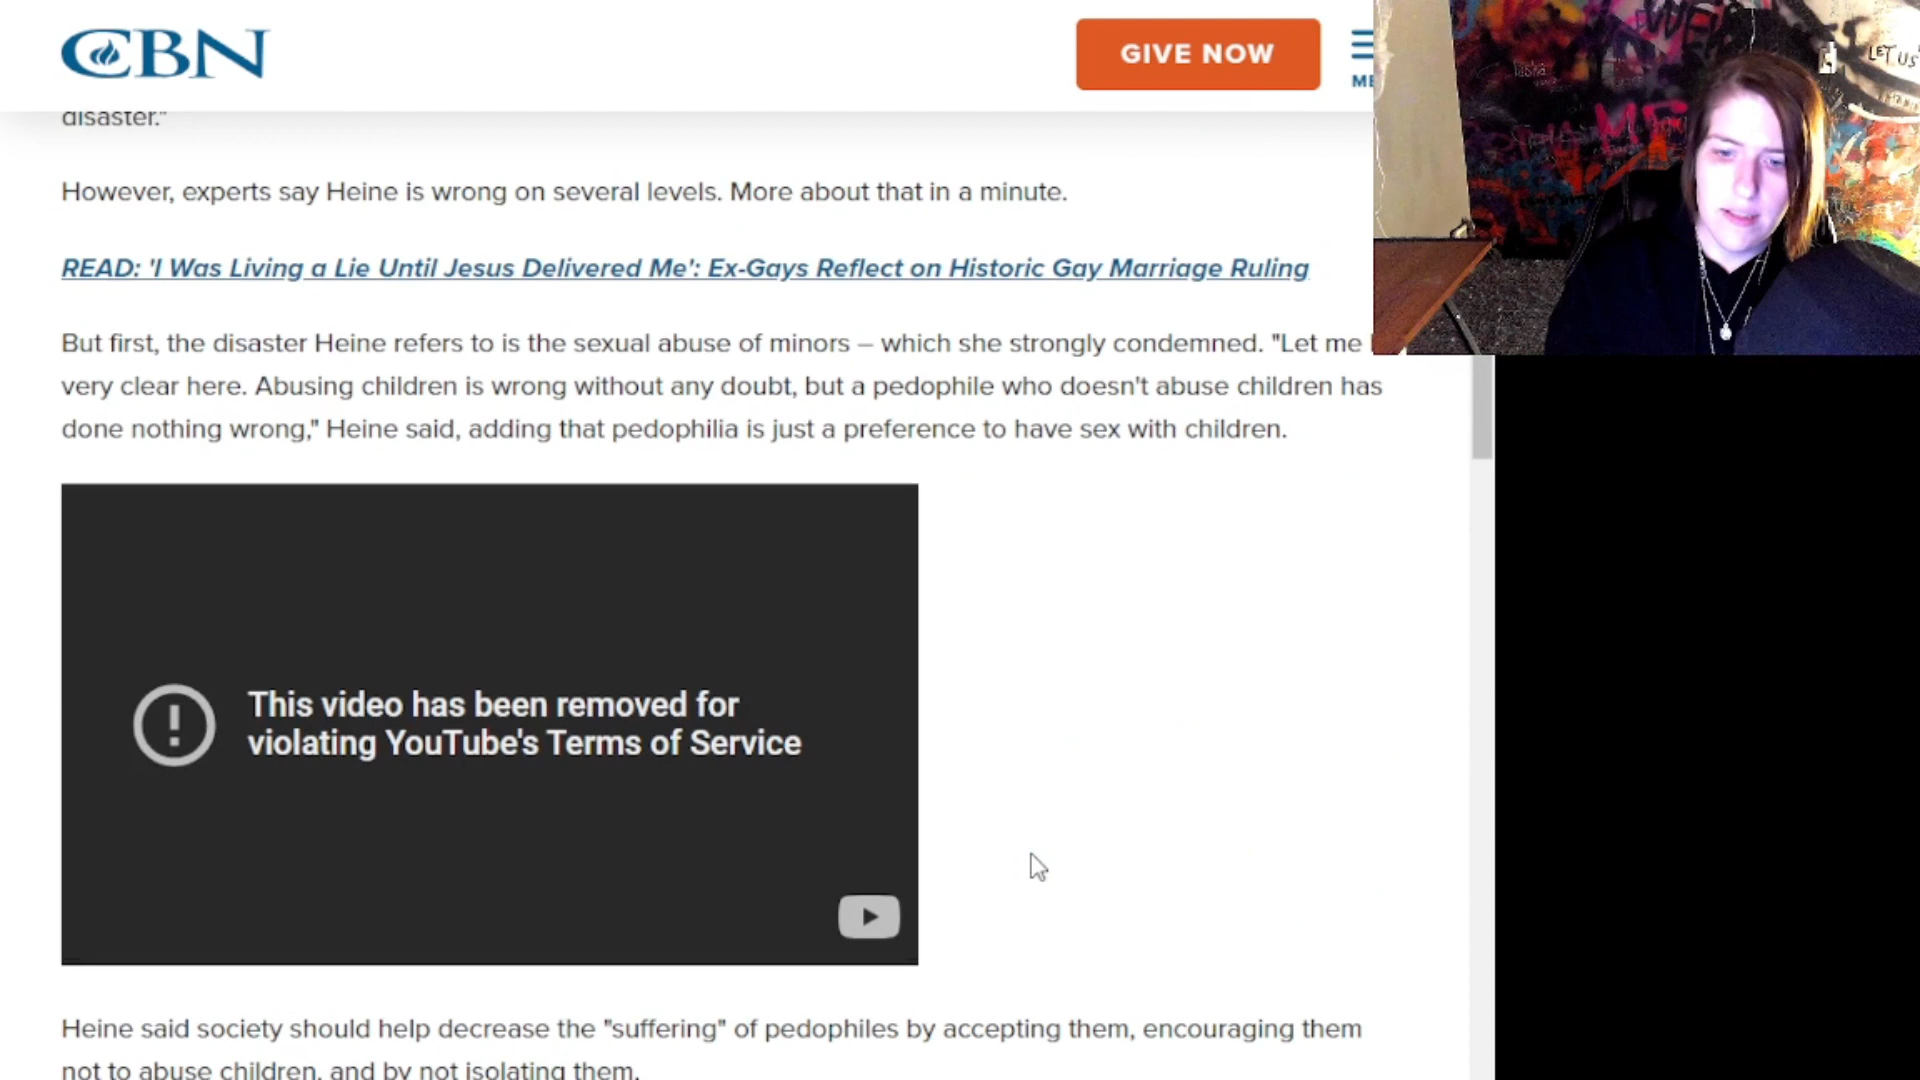 CBN
GIVE NOW
disaster."
However, experts say Heine is wrong on several levels. More about that in a minute.
READ: 'I Was Living a Lie Until Jesus Delivered Me': Ex-Gays Reflect on Historic Gay Marriage Ruling
But first, the disaster Heine refers to is the sexual abuse of minors – which she strongly condemned. "Let me
very clear here. Abusing children is wrong without any doubt, but a pedophile who doesn't abuse children has
done nothing wrong," Heine said, adding that pedophilia is just a preference to have sex with children.
This video has been removed for
violating YouTube's Terms of Service
Heine said society should help decrease the "suffering" of pedophiles by accepting them, encouraging them
not to abuse children, and by not isolating them.
LET US